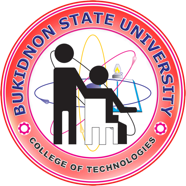 BUKIDNON STATE UNIVERSITY
COLLEGE OF TECHNOLOGIES